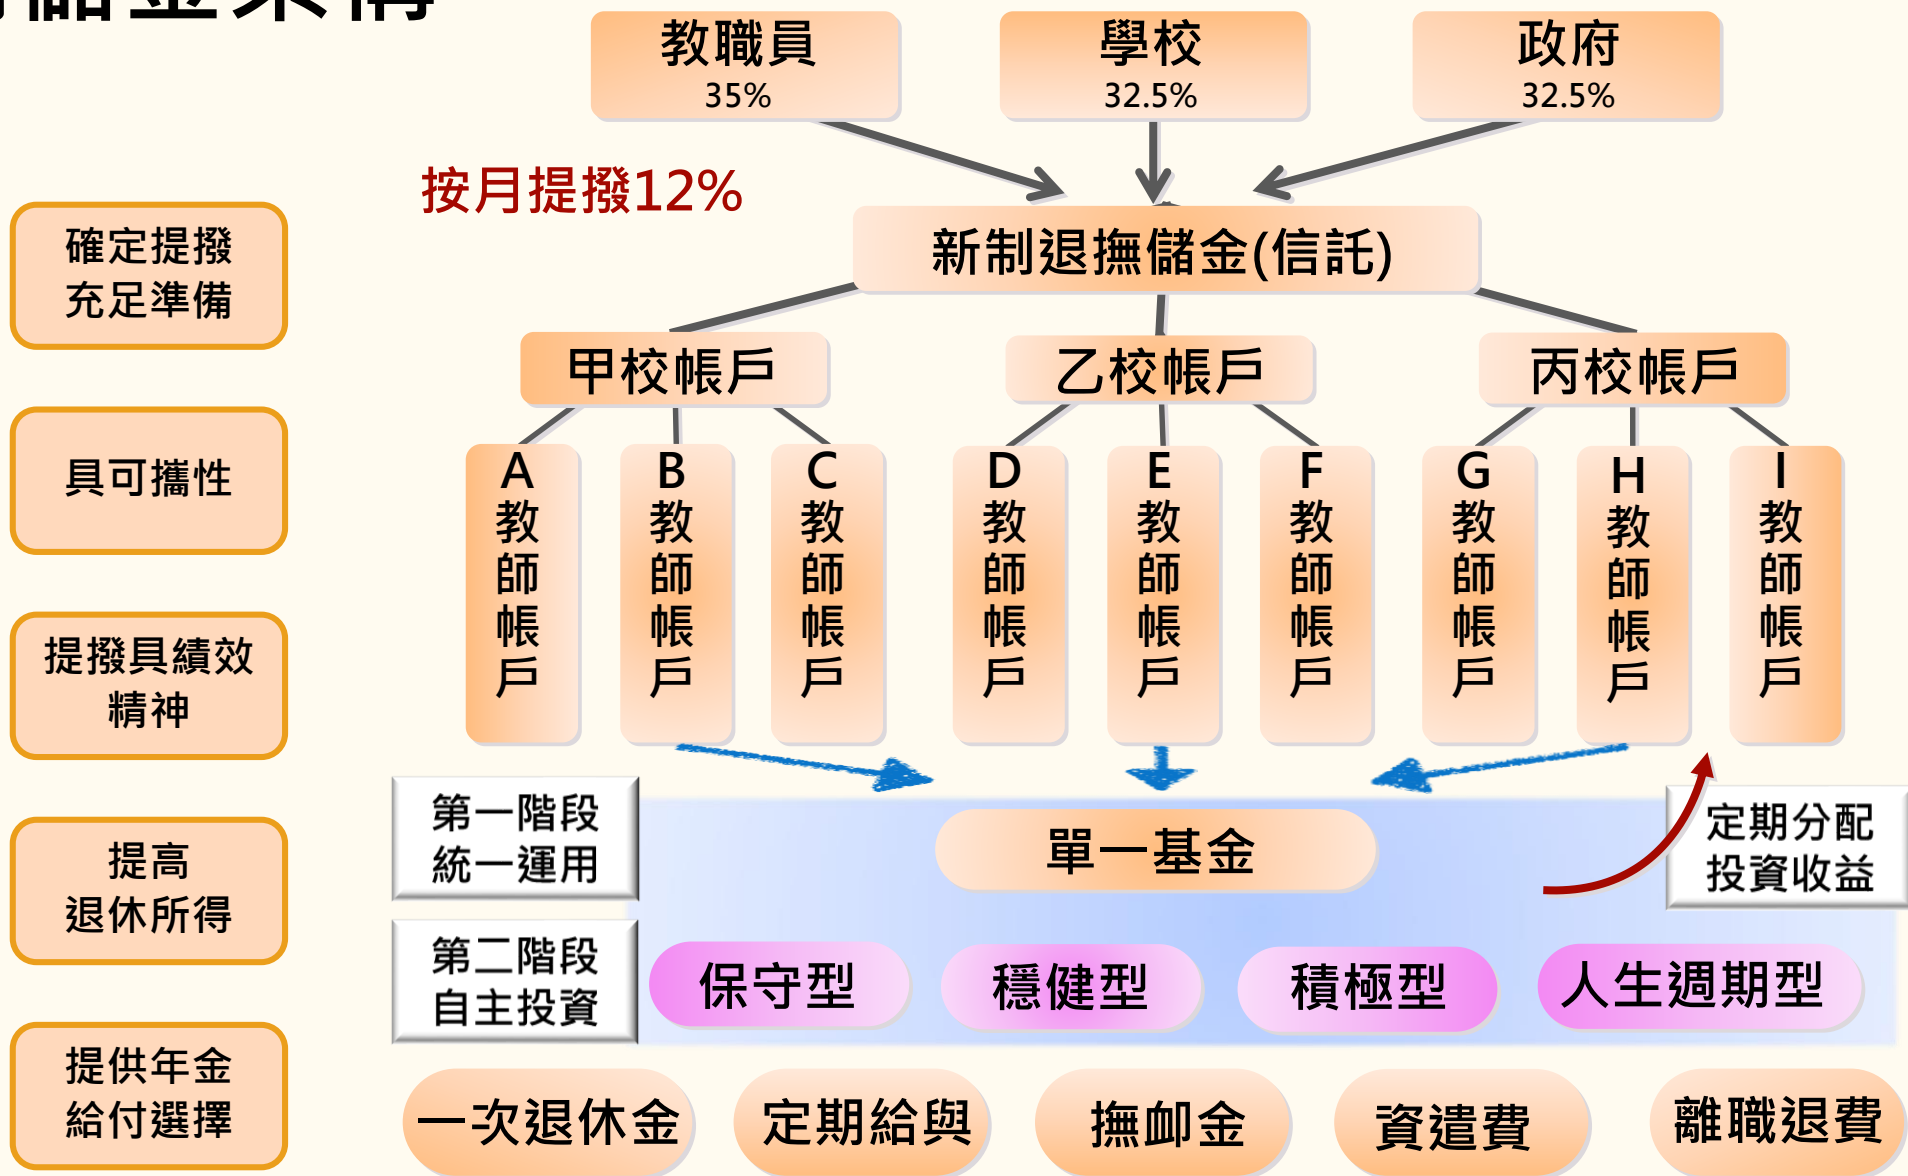 儲金架構
教職員
35%
學校
32.5%
政府
32.5%
按月提撥12%
新制退撫儲金(信託)
甲校帳戶
乙校帳戶
丙校帳戶
A教師帳戶
B教師帳戶
C教師帳戶
D教師帳戶
E教師帳戶
F教師帳戶
G教師帳戶
H教師帳戶
I教師帳戶
確定提撥
充足準備
具可攜性
提撥具績效
精神
提高
退休所得
提供年金
給付選擇
第一階段
統一運用
單一基金
定期分配
投資收益
第二階段
自主投資
保守型
穩健型
積極型
人生週期型
一次退休金
定期給與
撫卹金
資遣費
離職退費